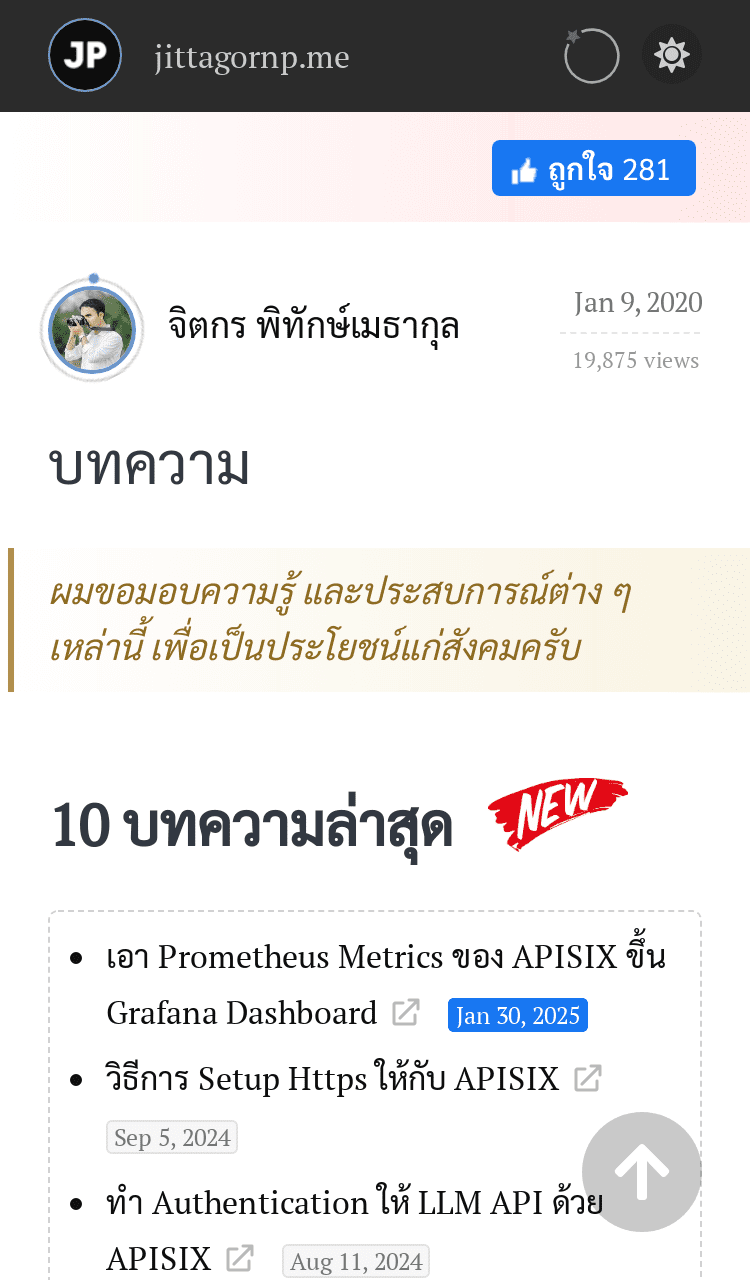 JP jittagornp.me
ถูกใจ 281
จิตกร พิทักษ์เมธากุล
Jan 9, 2020
19,875 views
บทความ
ผมขอมอบความรู้ และประสบการณ์ต่าง ๆ
เหล่านี้ เพื่อเป็นประโยชน์แก่สังคมครับ
10 บทความล่าสุด NEW
เอา Prometheus Metrics ของ APISIX ขึ้น
Grafana Dashboard Jan 30, 2025
วิธีการ Setup Https ให้กับ APISIX
Sep 5, 2024
ทำ Authentication ให้ LLM API ด้วย
APISIX Aug 11, 2024